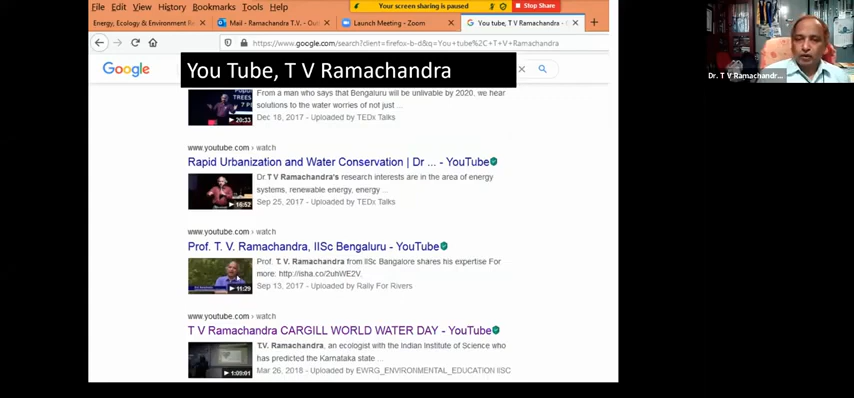 File Edit View History Bookmarks Tools Help
Your screen sharing is paused
Stop Share
Energy, Ecology & Environment Re
Mail - Ramachandra T.V. - Out
Launch Meeting - Zoom
You tube, T V Ramachandra -
https://www.google.com/search?client=firefox-b-d&q=You+tube%2C+T+V+Ramachandra
Google
You Tube, T V Ramachandra
From a man who says that Bengaluru will be unlivable by 2020, we hear
solutions to the water worries of not just ...
Dec 18, 2017 - Uploaded by TEDx Talks
20:33
www.youtube.com › watch
Rapid Urbanization and Water Conservation | Dr ... - YouTube
Dr T V Ramachandra's research interests are in the area of energy
systems, renewable energy, energy ...
Sep 25, 2017 - Uploaded by TEDx Talks
16:52
www.youtube.com › watch
Prof. T. V. Ramachandra, IISc Bengaluru - YouTube
Prof. T. V. Ramachandra from IISc Bangalore shares his expertise For
more: http://isha.co/2uhWE2V.
Sep 13, 2017 - Uploaded by Rally For Rivers
11:29
www.youtube.com › watch
T V Ramachandra CARGILL WORLD WATER DAY - YouTube
T.V. Ramachandra, an ecologist with the Indian Institute of Science who
has predicted the Karnataka state ...
Mar 26, 2018 - Uploaded by EWRG_ENVIRONMENTAL_EDUCATION IISC
1:09:01
Dr. T V Ramachandr...